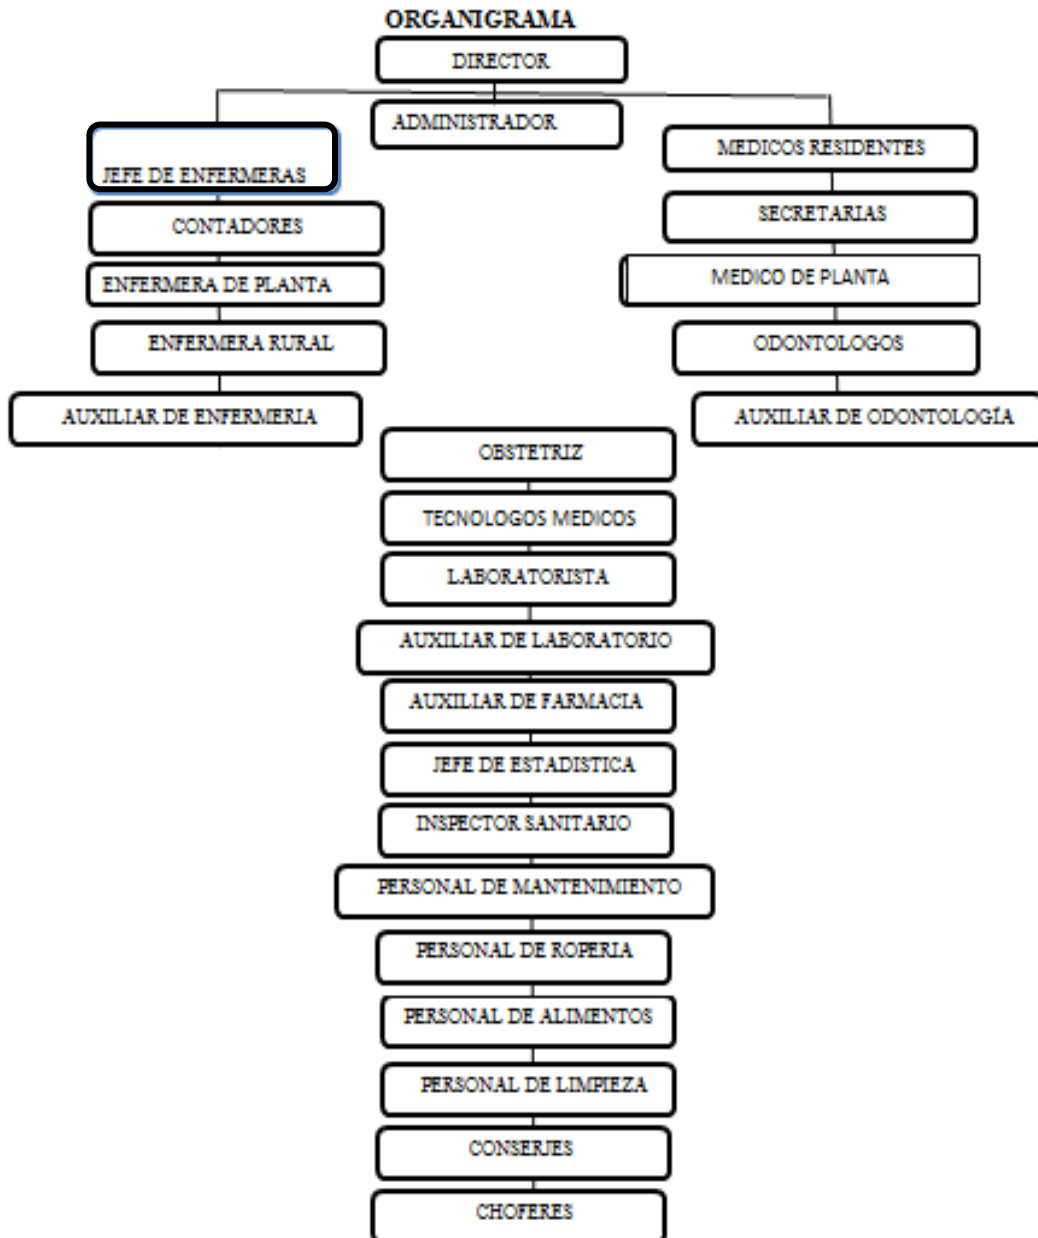 ORGANIGRAMA
DIRECTOR
ADMINISTRADOR
JEFE DE ENFERMERAS
CONTADORES
ENFERMERA DE PLANTA
ENFERMERA RURAL
AUXILIAR DE ENFERMERIA
MEDICOS RESIDENTES
SECRETARIAS
MEDICO DE PLANTA
ODONTOLOGOS
AUXILIAR DE ODONTOLOGÍA
OBSTETRIZ
TECNOLOGOS MEDICOS
LABORATORISTA
AUXILIAR DE LABORATORIO
AUXILIAR DE FARMACIA
JEFE DE ESTADISTICA
INSPECTOR SANITARIO
PERSONAL DE MANTENIMIENTO
PERSONAL DE ROPERIA
PERSONAL DE ALIMENTOS
PERSONAL DE LIMPIEZA
CONSERJES
CHOFERES